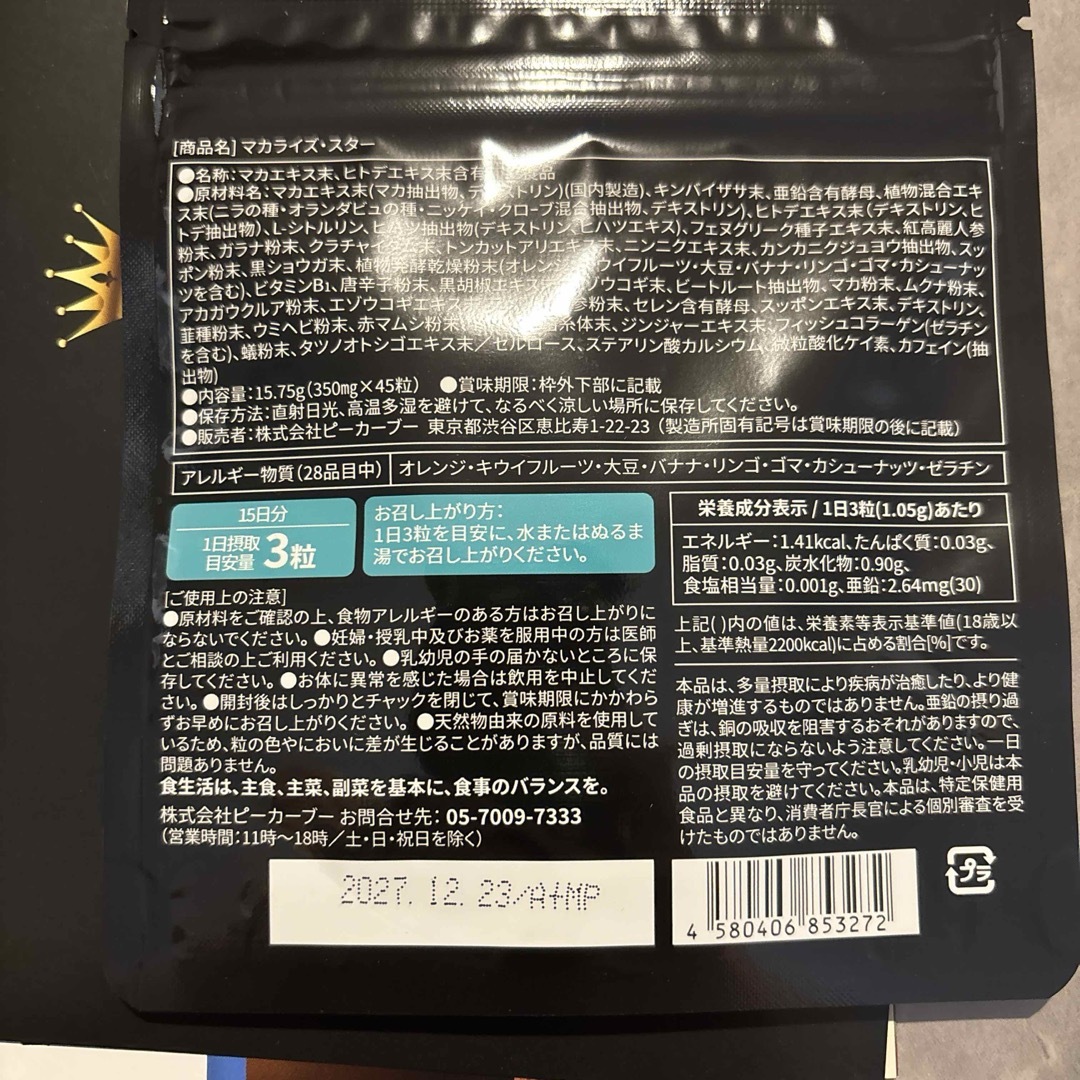 [商品名] マカライズ・スター
●名称：マカエキス末、ヒトデエキス末含有 食品
●原材料名：マカエキス末(マカ抽出物、デキストリン)(国内製造)、キンバイザサ末、亜鉛含有酵母、植物混合エキ
ス末(ニラの種・オランダビュの種・ニッケイ・クローブ混合抽出物、デキストリン)、ヒトデエキス末(デキストリン、ヒ
トデ抽出物)、L-シトルリン、ヒハツ抽出物(デキストリン、ヒハツエキス)、フェヌグリーク種子エキス末、紅高麗人参
粉末、ガラナ粉末、クラチャイダム末、トンカットアリエキス末、ニンニクエキス末、カンカニクジュヨウ抽出物、スッ
ポン粉末、黒ショウガ末、植物発酵乾燥粉末(オレンジ・キウイフルーツ・大豆・バナナ・リンゴ・ゴマ・カシューナッ
ツを含む)、ビタミンB₁、唐辛子粉末、黒胡椒エキス末、エゾウコギ末、ビートルート抽出物、マカ粉末、ムクナ粉末、
アカガウクルア粉末、エゾウコギエキス末、 参粉末、セレン含有酵母、スッポンエキス末、デキストリン、
韮種粉末、ウミヘビ粉末、赤マムシ粉末、 糸体末、ジンジャーエキス末、フィッシュコラーゲン(ゼラチン
を含む)、蟻粉末、タツノオトシゴエキス末／セルロース、ステアリン酸カルシウム、微粒酸化ケイ素、カフェイン(抽
出物)
●内容量：15.75g(350mg×45粒) ●賞味期限：枠外下部に記載
●保存方法：直射日光、高温多湿を避けて、なるべく涼しい場所に保存してください。
●販売者：株式会社ピーカーブー 東京都渋谷区恵比寿1-22-23 (製造所固有記号は賞味期限の後に記載)
アレルギー物質(28品目中) オレンジ・キウイフルーツ・大豆・バナナ・リンゴ・ゴマ・カシューナッツ・ゼラチン
15日分
1日摂取
目安量 3粒
お召し上がり方：
1日3粒を目安に、水またはぬるま
湯でお召し上がりください。
[ご使用上の注意]
●原材料をご確認の上、食物アレルギーのある方はお召し上がりに
ならないでください。●妊婦・授乳中及びお薬を服用中の方は医師
とご相談の上ご利用ください。●乳幼児の手の届かないところに保
存してください。●お体に異常を感じた場合は飲用を中止してくだ
さい。●開封後はしっかりとチャックを閉じて、賞味期限にかかわら
ずお早めにお召し上がりください。●天然物由来の原料を使用して
いるため、粒の色やにおいに差が生じることがありますが、品質には
問題ありません。
食生活は、主食、主菜、副菜を基本に、食事のバランスを。
株式会社ピーカーブー お問合せ先：05-7009-7333
(営業時間：11時～18時／土・日・祝日を除く)
栄養成分表示 / 1日3粒(1.05g)あたり
エネルギー：1.41kcal、たんぱく質：0.03g、
脂質：0.03g、炭水化物：0.90g、
食塩相当量：0.001g、亜鉛：2.64mg(30)
上記( )内の値は、栄養素等表示基準値(18歳以
上、基準熱量2200kcal)に占める割合[%]です。
本品は、多量摂取により疾病が治癒したり、より健
康が増進するものではありません。亜鉛の摂り過
ぎは、銅の吸収を阻害するおそれがありますので、
過剰摂取にならないよう注意してください。一日
の摂取目安量を守ってください。乳幼児・小児は本
品の摂取を避けてください。本品は、特定保健用
食品と異なり、消費者庁長官による個別審査を受
けたものではありません。
2027. 12. 23/A+MP
4 580406 853272
プラ